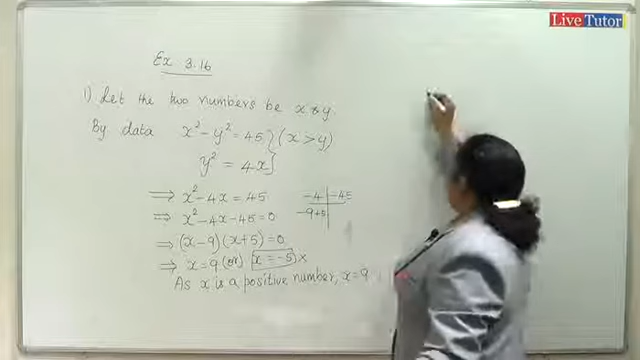 Live Tutor
Ex 3.16
1) Let the two numbers be x & y.
By data x² - y² = 45 } (x > y)
y² = 4x }
⟹ x² - 4x = 45
-4 | -45
⟹ x² - 4x - 45 = 0
-9+5 |
⟹ (x-9)(x+5) = 0
⟹ x = 9 (or) x = -5 ×
As x is a positive number, x = 9